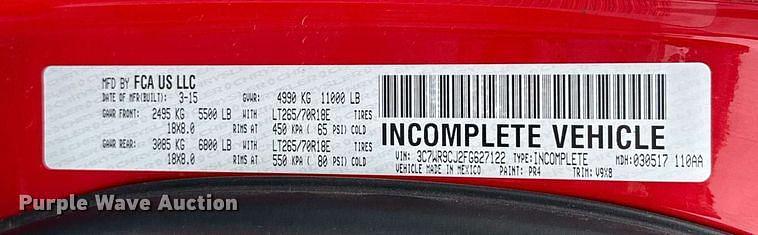 MFD BY FCA US LLC
DATE OF MFR(BUILT): 3-15 GVWR: 4990 KG 11000 LB
GAWR FRONT: 2495 KG 5500 LB WITH LT265/70R18E TIRES
18X8.0 RIMS AT 450 KPA ( 65 PSI) COLD
GAWR REAR: 3085 KG 6800 LB WITH LT265/70R18E TIRES
18X8.0 RIMS AT 550 KPA ( 80 PSI) COLD
INCOMPLETE VEHICLE
VIN: 3C7WR9CJ2FG627122 TYPE: INCOMPLETE MDH: 030517 110AA
VEHICLE MADE IN MEXICO PAINT: PR4 TRIM: V9X8
Purple Wave Auction